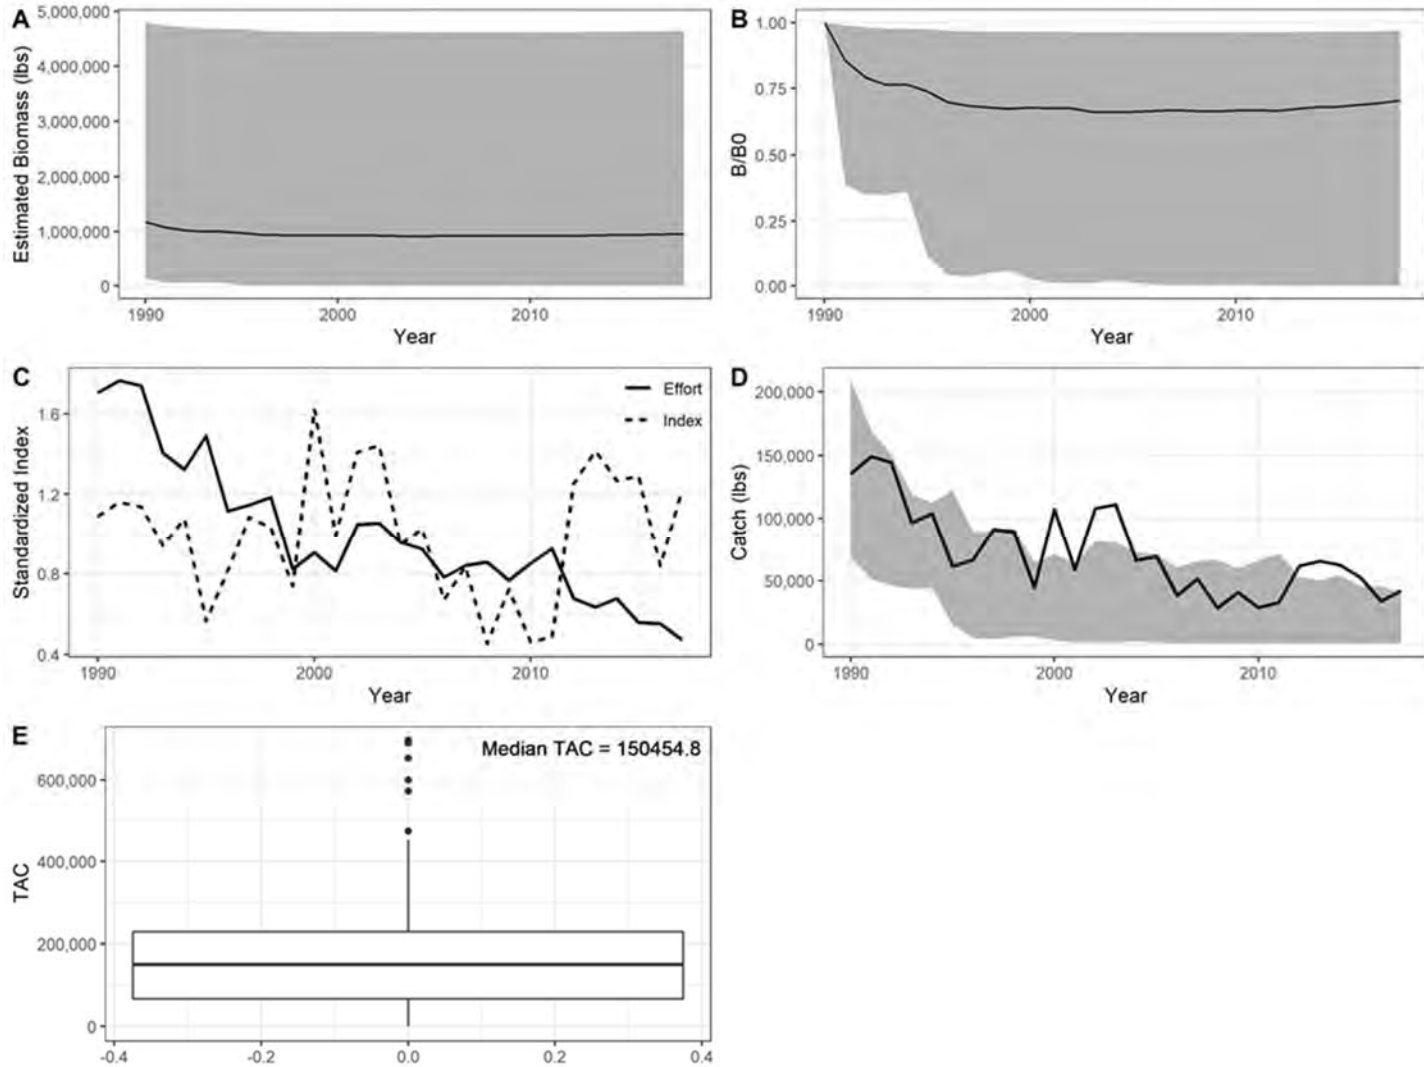 A
Estimated Biomass (lbs)
5,000,000
4,000,000
3,000,000
2,000,000
1,000,000
0
1990
2000
2010
Year
B
B/B0
1.00
0.75
0.50
0.25
0.00
1990
2000
2010
Year
C
Standardized Index
1.6
1.2
0.8
0.4
Effort
Index
1990
2000
2010
Year
D
Catch (lbs)
200,000
150,000
100,000
50,000
0
1990
2000
2010
Year
E
TAC
600,000
400,000
200,000
0
Median TAC = 150454.8
-0.4
-0.2
0.0
0.2
0.4